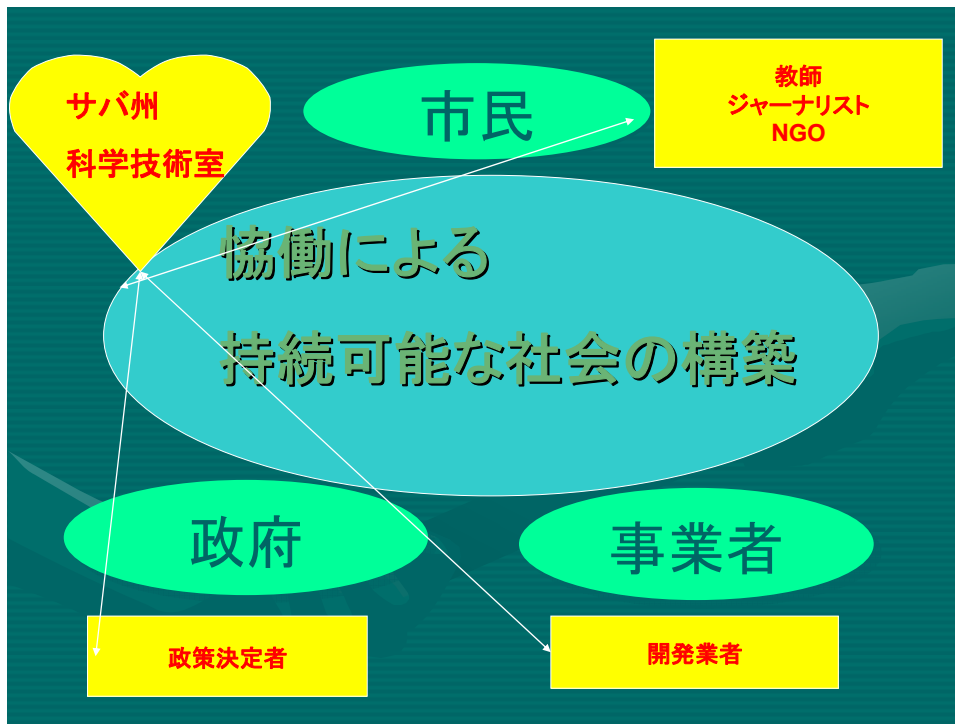 サバ州
科学技術室
市民
教師
ジャーナリスト
NGO
恊働による
持続可能な社会の構築
政府
事業者
政策決定者
開発業者